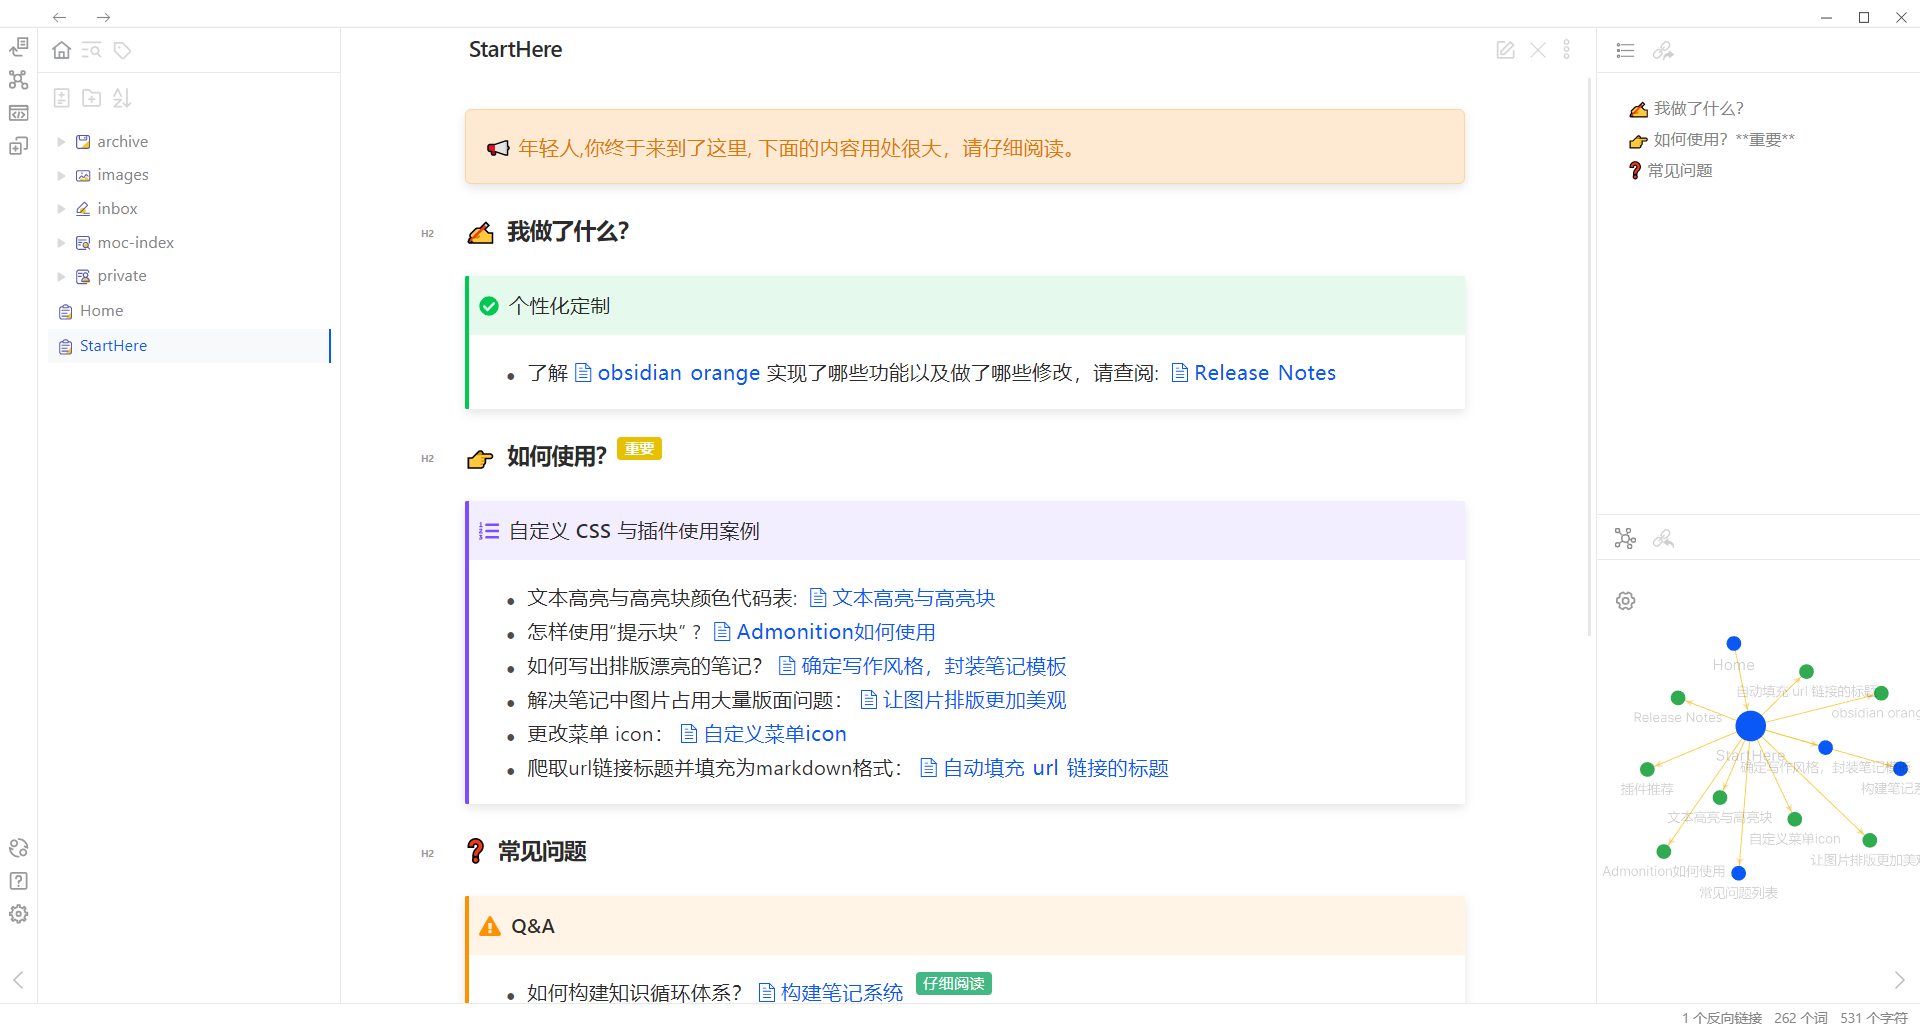 StartHere
archive
images
inbox
moc-index
private
Home
StartHere
📢 年轻人,你终于来到了这里, 下面的内容用处很大，请仔细阅读。
H2
✍ 我做了什么？
个性化定制
了解 obsidian orange 实现了哪些功能以及做了哪些修改，请查阅: Release Notes
H2
👉 如何使用？ 重要
自定义 CSS 与插件使用案例
文本高亮与高亮块颜色代码表: 文本高亮与高亮块
怎样使用“提示块” ? Admonition如何使用
如何写出排版漂亮的笔记？ 确定写作风格，封装笔记模板
解决笔记中图片占用大量版面问题： 让图片排版更加美观
更改菜单 icon： 自定义菜单icon
爬取url链接标题并填充为markdown格式： 自动填充 url 链接的标题
H2
❓ 常见问题
Q&A
如何构建知识循环体系？ 构建笔记系统 仔细阅读
✍ 我做了什么？
👉 如何使用？**重要**
❓ 常见问题
Home
自动填充 url 链接的标题
obsidian orang
Release Notes
StartHere
确定写作风格，封装笔记模
构建笔记系
插件推荐
文本高亮与高亮块
自定义菜单icon
让图片排版更加美观
Admonition如何使用
常见问题列表
1 个反向链接 262 个词 531 个字符